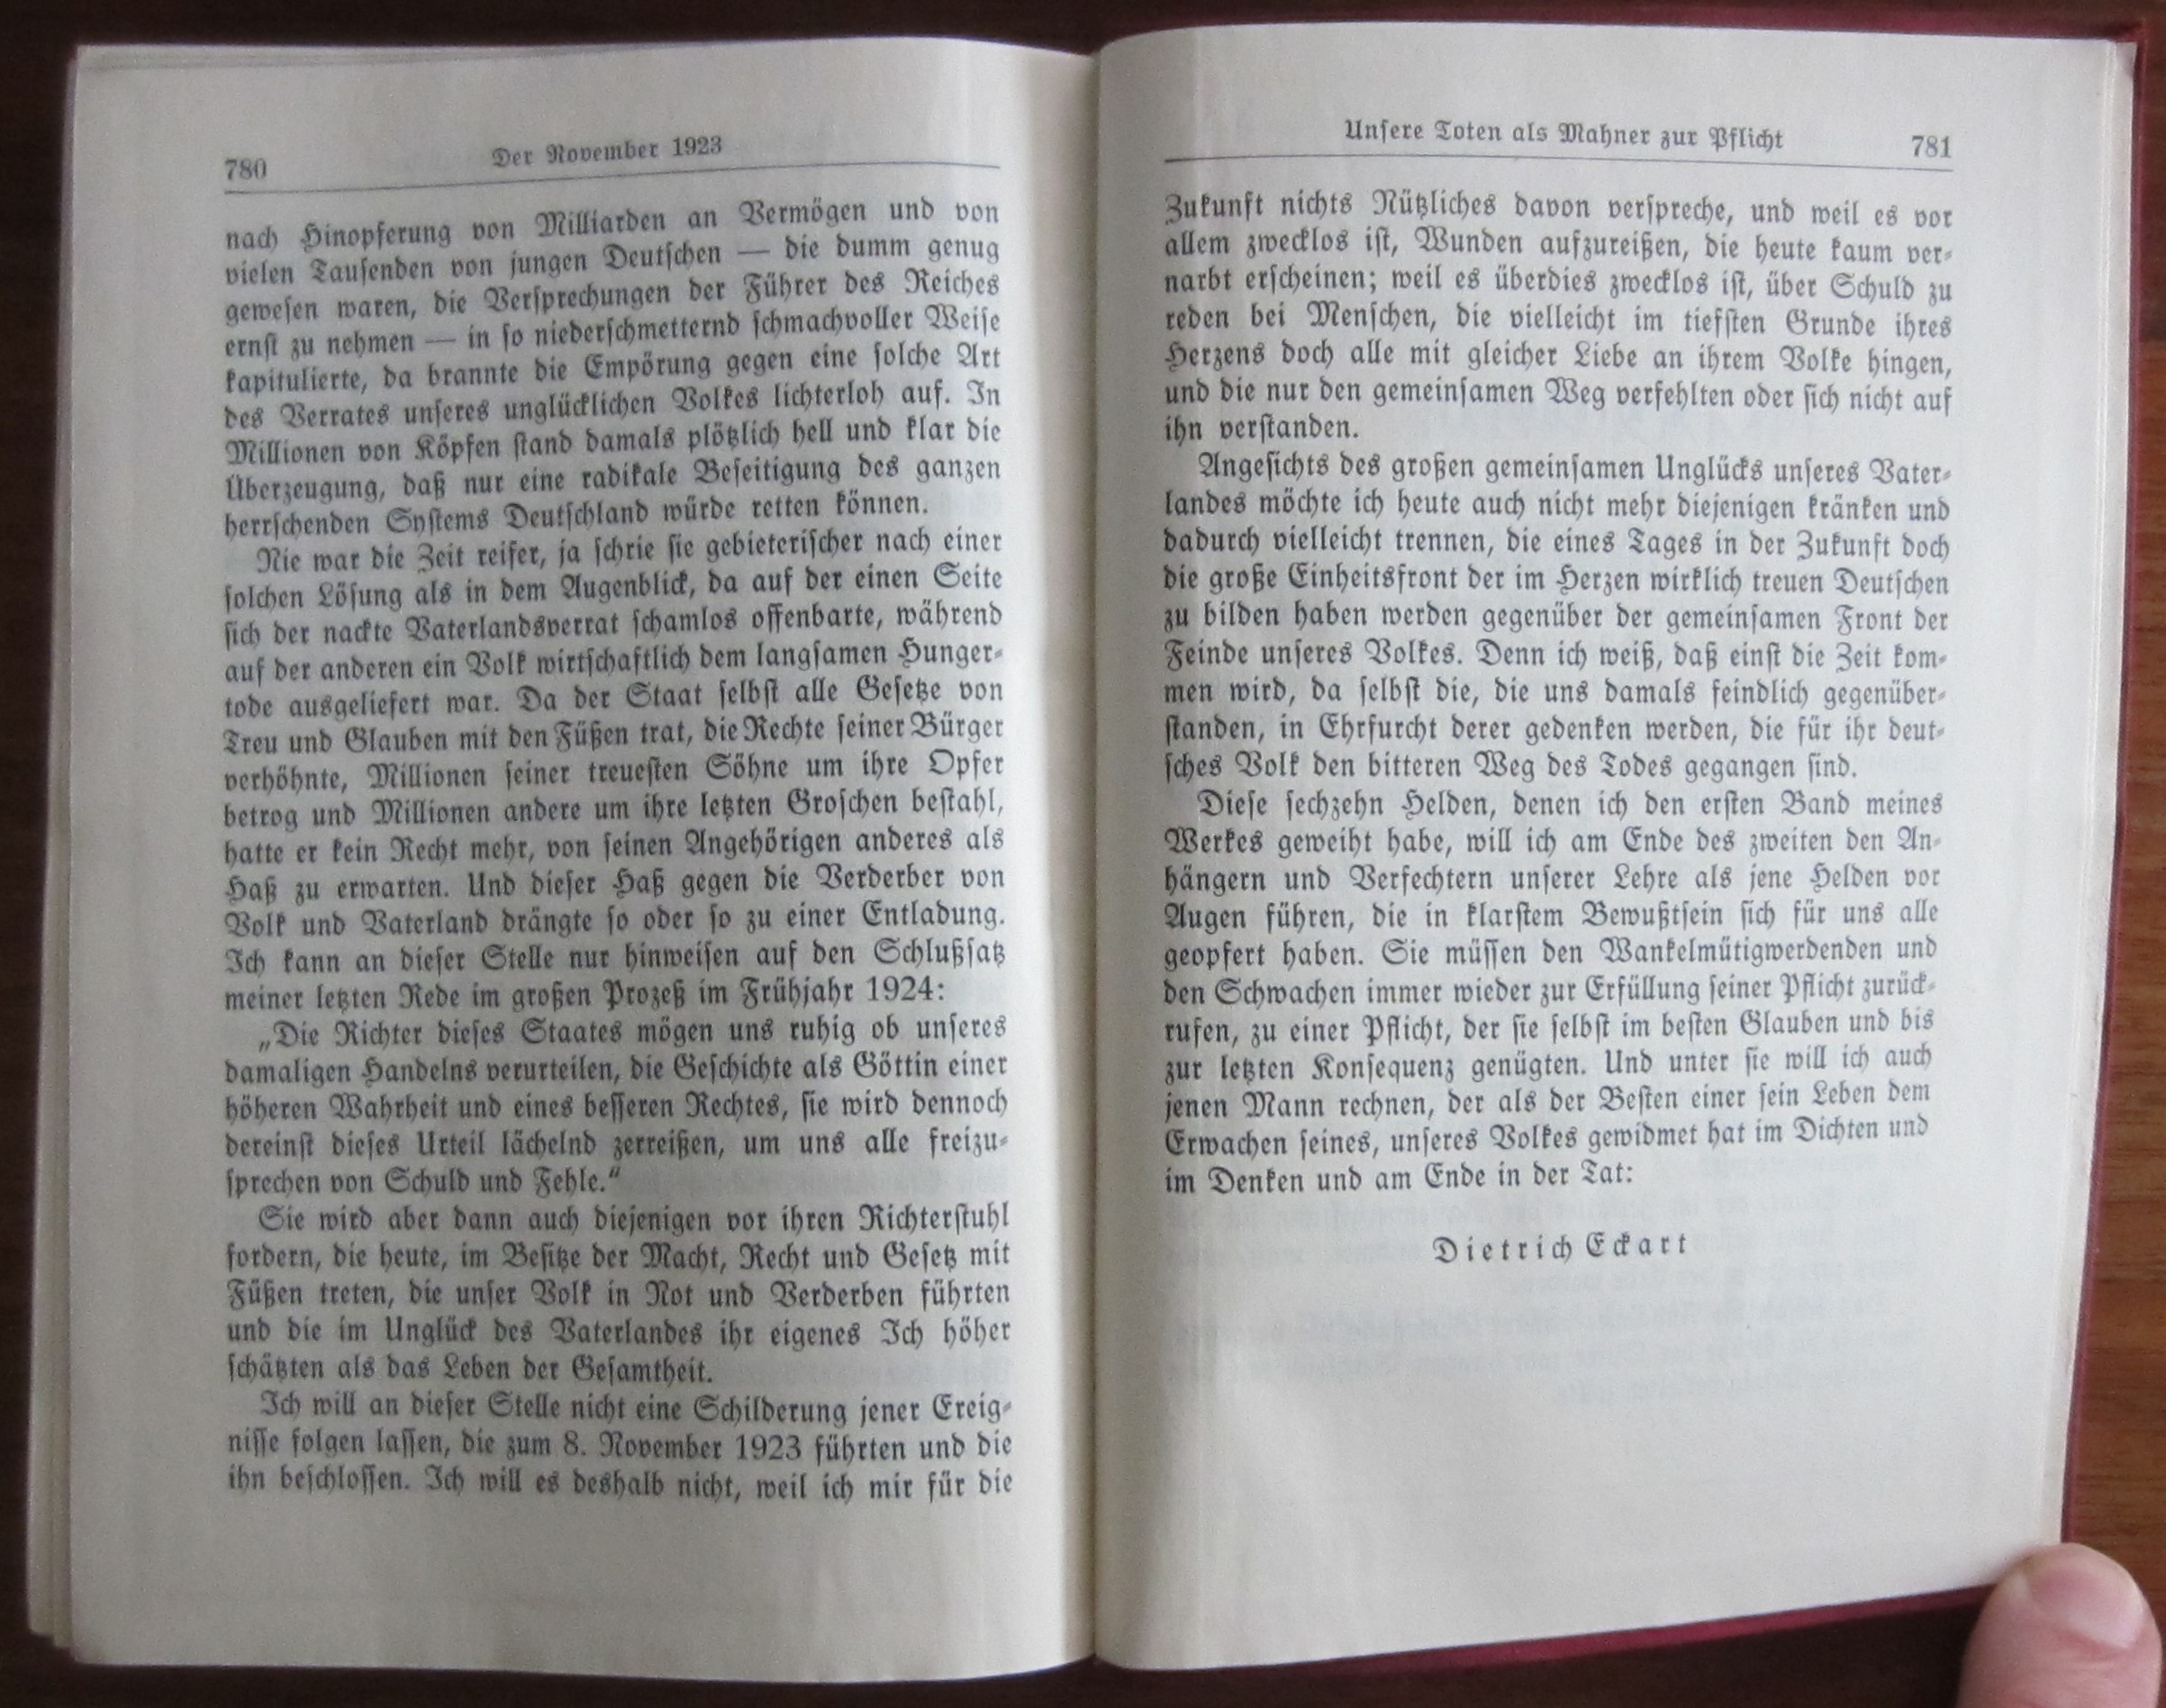 780
Der November 1923
nach Hinopferung von Milliarden an Vermögen und von
vielen Tausenden von jungen Deutschen — die dumm genug
gewesen waren, die Versprechungen der Führer des Reiches
ernst zu nehmen — in so niederschmetternd schmachvoller Weise
kapitulierte, da brannte die Empörung gegen eine solche Art
des Verrates unseres unglücklichen Volkes lichterloh auf. In
Millionen von Köpfen stand damals plötzlich hell und klar die
Überzeugung, daß nur eine radikale Beseitigung des ganzen
herrschenden Systems Deutschland würde retten können.
Nie war die Zeit reifer, ja schrie sie gebieterischer nach einer
solchen Lösung als in dem Augenblick, da auf der einen Seite
sich der nackte Vaterlandsverrat schamlos offenbarte, während
auf der anderen ein Volk wirtschaftlich dem langsamen Hunger-
tode ausgeliefert war. Da der Staat selbst alle Gesetze von
Treu und Glauben mit den Füßen trat, die Rechte seiner Bürger
verhöhnte, Millionen seiner treuesten Söhne um ihre Opfer
betrog und Millionen andere um ihre letzten Groschen bestahl,
hatte er kein Recht mehr, von seinen Angehörigen anderes als
Haß zu erwarten. Und dieser Haß gegen die Verderber von
Volk und Vaterland drängte so oder so zu einer Entladung.
Ich kann an dieser Stelle nur hinweisen auf den Schlußsatz
meiner letzten Rede im großen Prozeß im Frühjahr 1924:
„Die Richter dieses Staates mögen uns ruhig ob unseres
damaligen Handelns verurteilen, die Geschichte als Göttin einer
höheren Wahrheit und eines besseren Rechtes, sie wird dennoch
dereinst dieses Urteil lächelnd zerreißen, um uns alle freizu-
sprechen von Schuld und Fehle.“
Sie wird aber dann auch diejenigen vor ihren Richterstuhl
fordern, die heute, im Besitze der Macht, Recht und Gesetz mit
Füßen treten, die unser Volk in Not und Verderben führten
und die im Unglück des Vaterlandes ihr eigenes Ich höher
schätzten als das Leben der Gesamtheit.
Ich will an dieser Stelle nicht eine Schilderung jener Ereig-
nisse folgen lassen, die zum 8. November 1923 führten und die
ihn beschlossen. Ich will es deshalb nicht, weil ich mir für die
Unsere Toten als Mahner zur Pflicht
781
Zukunft nichts Nützliches davon verspreche, und weil es vor
allem zwecklos ist, Wunden aufzureißen, die heute kaum ver-
narbt erscheinen; weil es überdies zwecklos ist, über Schuld zu
reden bei Menschen, die vielleicht im tiefsten Grunde ihres
Herzens doch alle mit gleicher Liebe an ihrem Volke hingen,
und die nur den gemeinsamen Weg verfehlten oder sich nicht auf
ihn verstanden.
Angesichts des großen gemeinsamen Unglücks unseres Vater-
landes möchte ich heute auch nicht mehr diejenigen kränken und
dadurch vielleicht trennen, die eines Tages in der Zukunft doch
die große Einheitsfront der im Herzen wirklich treuen Deutschen
zu bilden haben werden gegenüber der gemeinsamen Front der
Feinde unseres Volkes. Denn ich weiß, daß einst die Zeit kom-
men wird, da selbst die, die uns damals feindlich gegenüber-
standen, in Ehrfurcht derer gedenken werden, die für ihr deut-
sches Volk den bitteren Weg des Todes gegangen sind.
Diese sechzehn Helden, denen ich den ersten Band meines
Werkes geweiht habe, will ich am Ende des zweiten den An-
hängern und Verfechtern unserer Lehre als jene Helden vor
Augen führen, die in klarstem Bewußtsein sich für uns alle
geopfert haben. Sie müssen den Wankelmütigwerdenden und
den Schwachen immer wieder zur Erfüllung seiner Pflicht zurück-
rufen, zu einer Pflicht, der sie selbst im besten Glauben und bis
zur letzten Konsequenz genügten. Und unter sie will ich auch
jenen Mann rechnen, der als der Besten einer sein Leben dem
Erwachen seines, unseres Volkes gewidmet hat im Dichten und
im Denken und am Ende in der Tat:
Dietrich Eckart